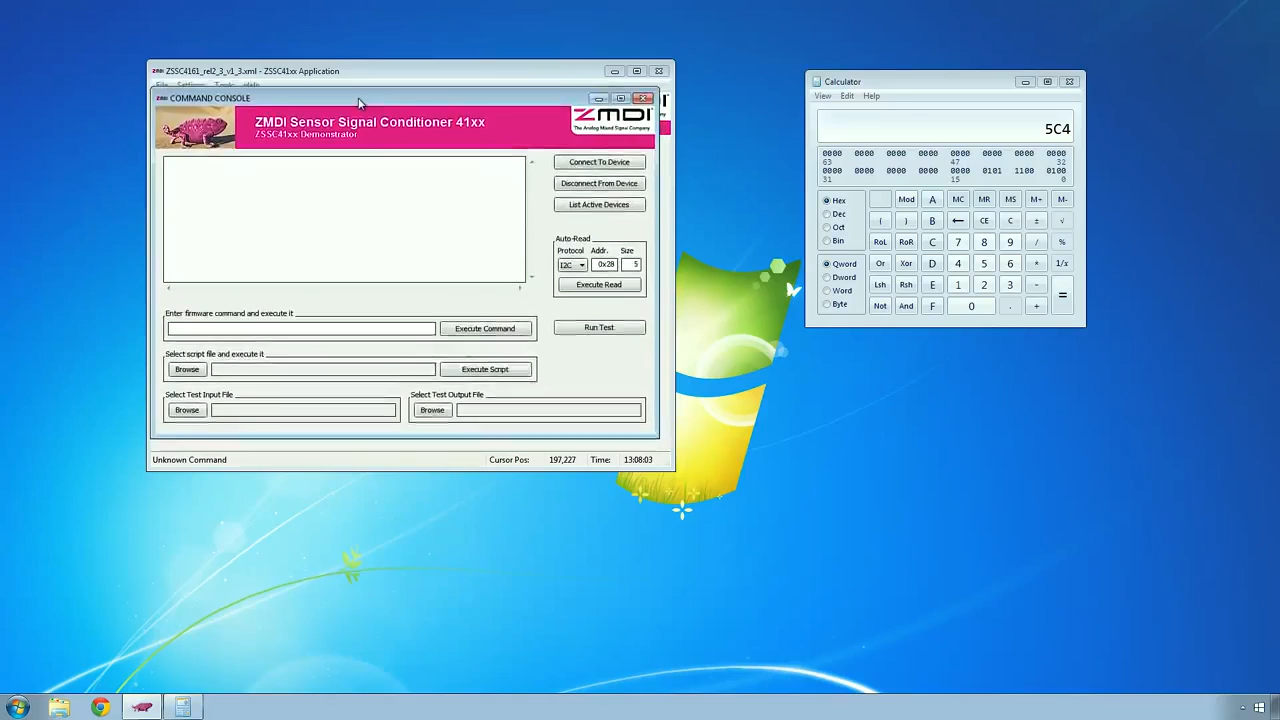 ZSSC4161_rel2_3_v1_3.xml - ZSSC41xx Application
COMMAND CONSOLE
ZMDI Sensor Signal Conditioner 41xx
ZSSC41xx Demonstrator
ZMDI
The Analog Mixed Signal Company
Connect To Device
Disconnect From Device
List Active Devices
Auto-Read
Protocol Addr. Size
I2C 0x28 5
Execute Read
Enter firmware command and execute it
Execute Command
Run Test
Select script file and execute it
Browse
Execute Script
Select Test Input File
Browse
Select Test Output File
Browse
Unknown Command
Cursor Pos: 197,227 Time: 13:08:03
Calculator
View Edit Help
5C4
0000 0000 0000 0000 0000 0000 0000 0000
63 47 32
0000 0000 0000 0000 0000 0101 1100 0100
31 15 0
Hex
Dec
Oct
Bin
Qword
Dword
Word
Byte
Mod A MC MR MS M+ M-
( ) B ← CE C ± √
RoL RoR C 7 8 9 / %
Or Xor D 4 5 6 * 1/x
Lsh Rsh E 1 2 3 - =
Not And F 0 . +